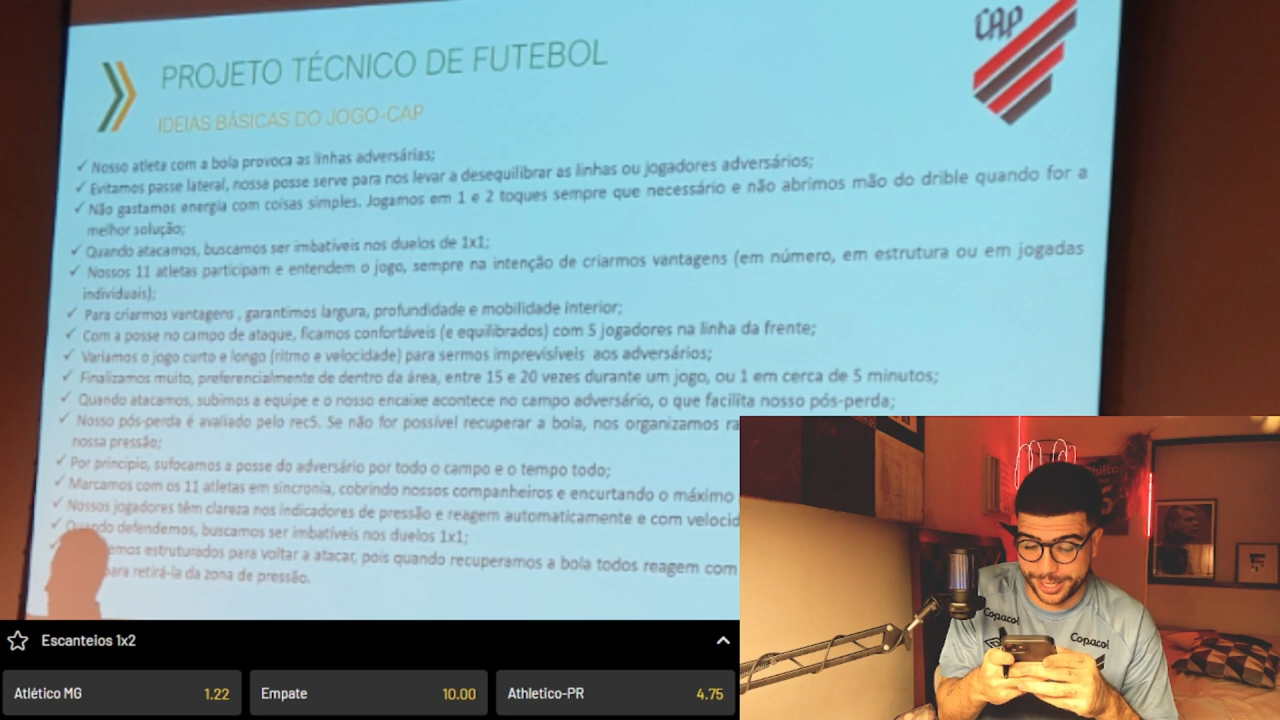 CAP
PROJETO TÉCNICO DE FUTEBOL
IDEIAS BÁSICAS DO JOGO-CAP
✓ Nosso atleta com a bola provoca as linhas adversárias;
✓ Evitamos passe lateral, nossa posse serve para nos levar a desequilibrar as linhas ou jogadores adversários;
✓ Não gastamos energia com coisas simples. Jogamos em 1 e 2 toques sempre que necessário e não abrimos mão do drible quando for a
melhor solução;
✓ Quando atacamos, buscamos ser imbatíveis nos duelos de 1x1;
✓ Nossos 11 atletas participam e entendem o jogo, sempre na intenção de criarmos vantagens (em número, em estrutura ou em jogadas
individuais);
✓ Para criarmos vantagens , garantimos largura, profundidade e mobilidade interior;
✓ Com a posse no campo de ataque, ficamos confortáveis (e equilibrados) com 5 jogadores na linha da frente;
✓ Variamos o jogo curto e longo (ritmo e velocidade) para sermos imprevisíveis aos adversários;
✓ Finalizamos muito, preferencialmente de dentro da área, entre 15 e 20 vezes durante um jogo, ou 1 em cerca de 5 minutos;
✓ Quando atacamos, subimos a equipe e o nosso encaixe acontece no campo adversário, o que facilita nosso pós-perda;
✓ Nosso pós-perda é avaliado pelo rec5. Se não for possível recuperar a bola, nos organizamos ra
nossa pressão;
✓ Por princípio, sufocamos a posse do adversário por todo o campo e o tempo todo;
✓ Marcamos com os 11 atletas em sincronia, cobrindo nossos companheiros e encurtando o máximo
✓ Nossos jogadores têm clareza nos indicadores de pressão e reagem automaticamente e com velocid
✓ Quando defendemos, buscamos ser imbatíveis nos duelos 1x1;
emos estruturados para voltar a atacar, pois quando recuperamos a bola todos reagem com
para retirá-la da zona de pressão.
Philco
Copacol
Copacol
Escanteios 1x2
Atlético MG 1.22 Empate 10.00 Athletico-PR 4.75